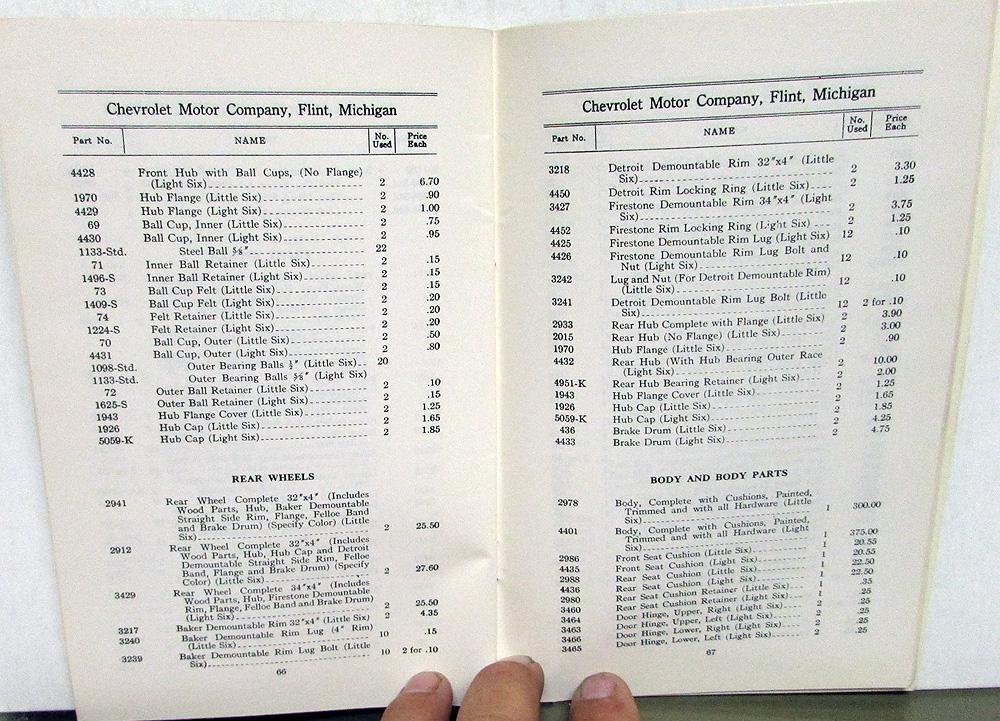 Chevrolet Motor Company, Flint, Michigan
Part No. NAME No. Used Price Each
4428 Front Hub with Ball Cups, (No Flange)
(Light Six) 2 6.70
1970 Hub Flange (Little Six) 2 .90
4429 Hub Flange (Light Six) 2 1.00
69 Ball Cup, Inner (Little Six) 2 .75
4430 Ball Cup, Inner (Light Six) 2 .95
1133-Std. Steel Ball ⅝″ 22
71 Inner Ball Retainer (Little Six) 2 .15
1496-S Inner Ball Retainer (Light Six) 2 .15
73 Ball Cup Felt (Little Six) 2 .15
1409-S Ball Cup Felt (Light Six) 2 .20
74 Felt Retainer (Little Six) 2 .20
1224-S Felt Retainer (Light Six) 2 .20
70 Ball Cup, Outer (Little Six) 2 .50
4431 Ball Cup, Outer (Light Six) 2 .80
1098-Std. Outer Bearing Balls ½″ (Little Six) 20
1133-Std. Outer Bearing Balls ⅝″ (Light Six)
72 Outer Ball Retainer (Little Six) 2 .10
1625-S Outer Ball Retainer (Light Six) 2 .15
1943 Hub Flange Cover (Little Six) 2 1.25
1926 Hub Cap (Little Six) 2 1.65
5059-K Hub Cap (Light Six) 2 1.85
REAR WHEELS
2941 Rear Wheel Complete 32″x4″ (Includes
Wood Parts, Hub, Baker Demountable
Straight Side Rim, Flange, Felloe Band
and Brake Drum) (Specify Color) (Little
Six) 2 25.50
2912 Rear Wheel Complete 32″x4″ (Includes
Wood Parts, Hub, Hub Cap and Detroit
Demountable Straight Side Rim, Felloe
Band, Flange and Brake Drum) (Specify
Color) (Little Six) 2 27.60
3429 Rear Wheel Complete 34″x4″ (Includes
Wood Parts, Hub, Firestone Demountable
Rim, Flange, Felloe Band and Brake Drum)
(Light Six) 2 25.50
3217 Baker Demountable Rim 32″x4″ (Little Six) 2 4.35
3240 Baker Demountable Rim Lug (4″ Rim)
(Little Six) 10 .15
3239 Baker Demountable Rim Lug Bolt (Little
Six) 10 2 for .10
66
Chevrolet Motor Company, Flint, Michigan
Part No. NAME No. Used Price Each
3218 Detroit Demountable Rim 32″x4″ (Little
Six) 2 3.30
4450 Detroit Rim Locking Ring (Little Six) 2 1.25
3427 Firestone Demountable Rim 34″x4″ (Light
Six) 2 3.75
4452 Firestone Rim Locking Ring (Light Six) 2 1.25
4425 Firestone Demountable Rim Lug (Light Six) 12 .10
4426 Firestone Demountable Rim Lug Bolt and
Nut (Light Six) 12 .10
3242 Lug and Nut (For Detroit Demountable Rim)
(Little Six) 12 .10
3241 Detroit Demountable Rim Lug Bolt (Little
Six) 12 2 for .10
2933 Rear Hub Complete with Flange (Little Six) 2 3.90
2015 Rear Hub (No Flange) (Little Six) 2 3.00
1970 Hub Flange (Little Six) 2 .90
4432 Rear Hub (With Hub Bearing Outer Race
(Light Six) 2 10.00
4951-K Rear Hub Bearing Retainer (Light Six) 2 2.00
1943 Hub Flange Cover (Little Six) 2 1.25
1926 Hub Cap (Little Six) 2 1.65
5059-K Hub Cap (Light Six) 2 1.85
436 Brake Drum (Little Six) 2 4.25
4433 Brake Drum (Light Six) 2 4.75
BODY AND BODY PARTS
2978 Body, Complete with Cushions, Painted,
Trimmed and with all Hardware (Little
Six) 1 300.00
4401 Body, Complete with Cushions, Painted,
Trimmed and with all Hardware (Light
Six) 1 375.00
2986 Front Seat Cushion (Little Six) 1 20.55
4435 Front Seat Cushion (Light Six) 1 20.55
2988 Rear Seat Cushion (Little Six) 1 22.50
4436 Rear Seat Cushion (Light Six) 1 22.50
2980 Rear Seat Cushion Retainer (Little Six) 1 .35
3460 Rear Seat Cushion Retainer (Light Six) 1 .25
3464 Door Hinge, Upper, Right (Light Six) 2 .25
3463 Door Hinge, Upper, Left (Light Six) 2 .25
3466 Door Hinge, Lower, Right (Light Six) 2 .25
3465 Door Hinge, Lower, Left (Light Six) 2 .25
67